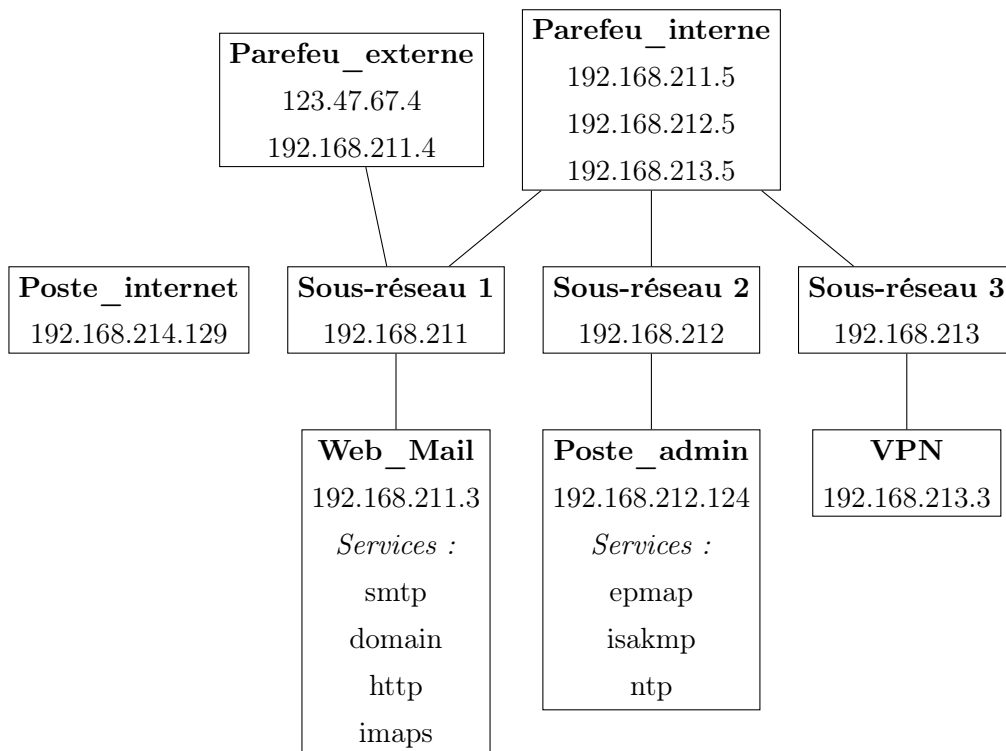 Parefeu_externe
123.47.67.4
192.168.211.4
Parefeu_interne
192.168.211.5
192.168.212.5
192.168.213.5
Poste_internet
192.168.214.129
Sous-réseau 1
192.168.211
Sous-réseau 2
192.168.212
Sous-réseau 3
192.168.213
Web_Mail
192.168.211.3
Services :
smtp
domain
http
imaps
Poste_admin
192.168.212.124
Services :
epmap
isakmp
ntp
VPN
192.168.213.3